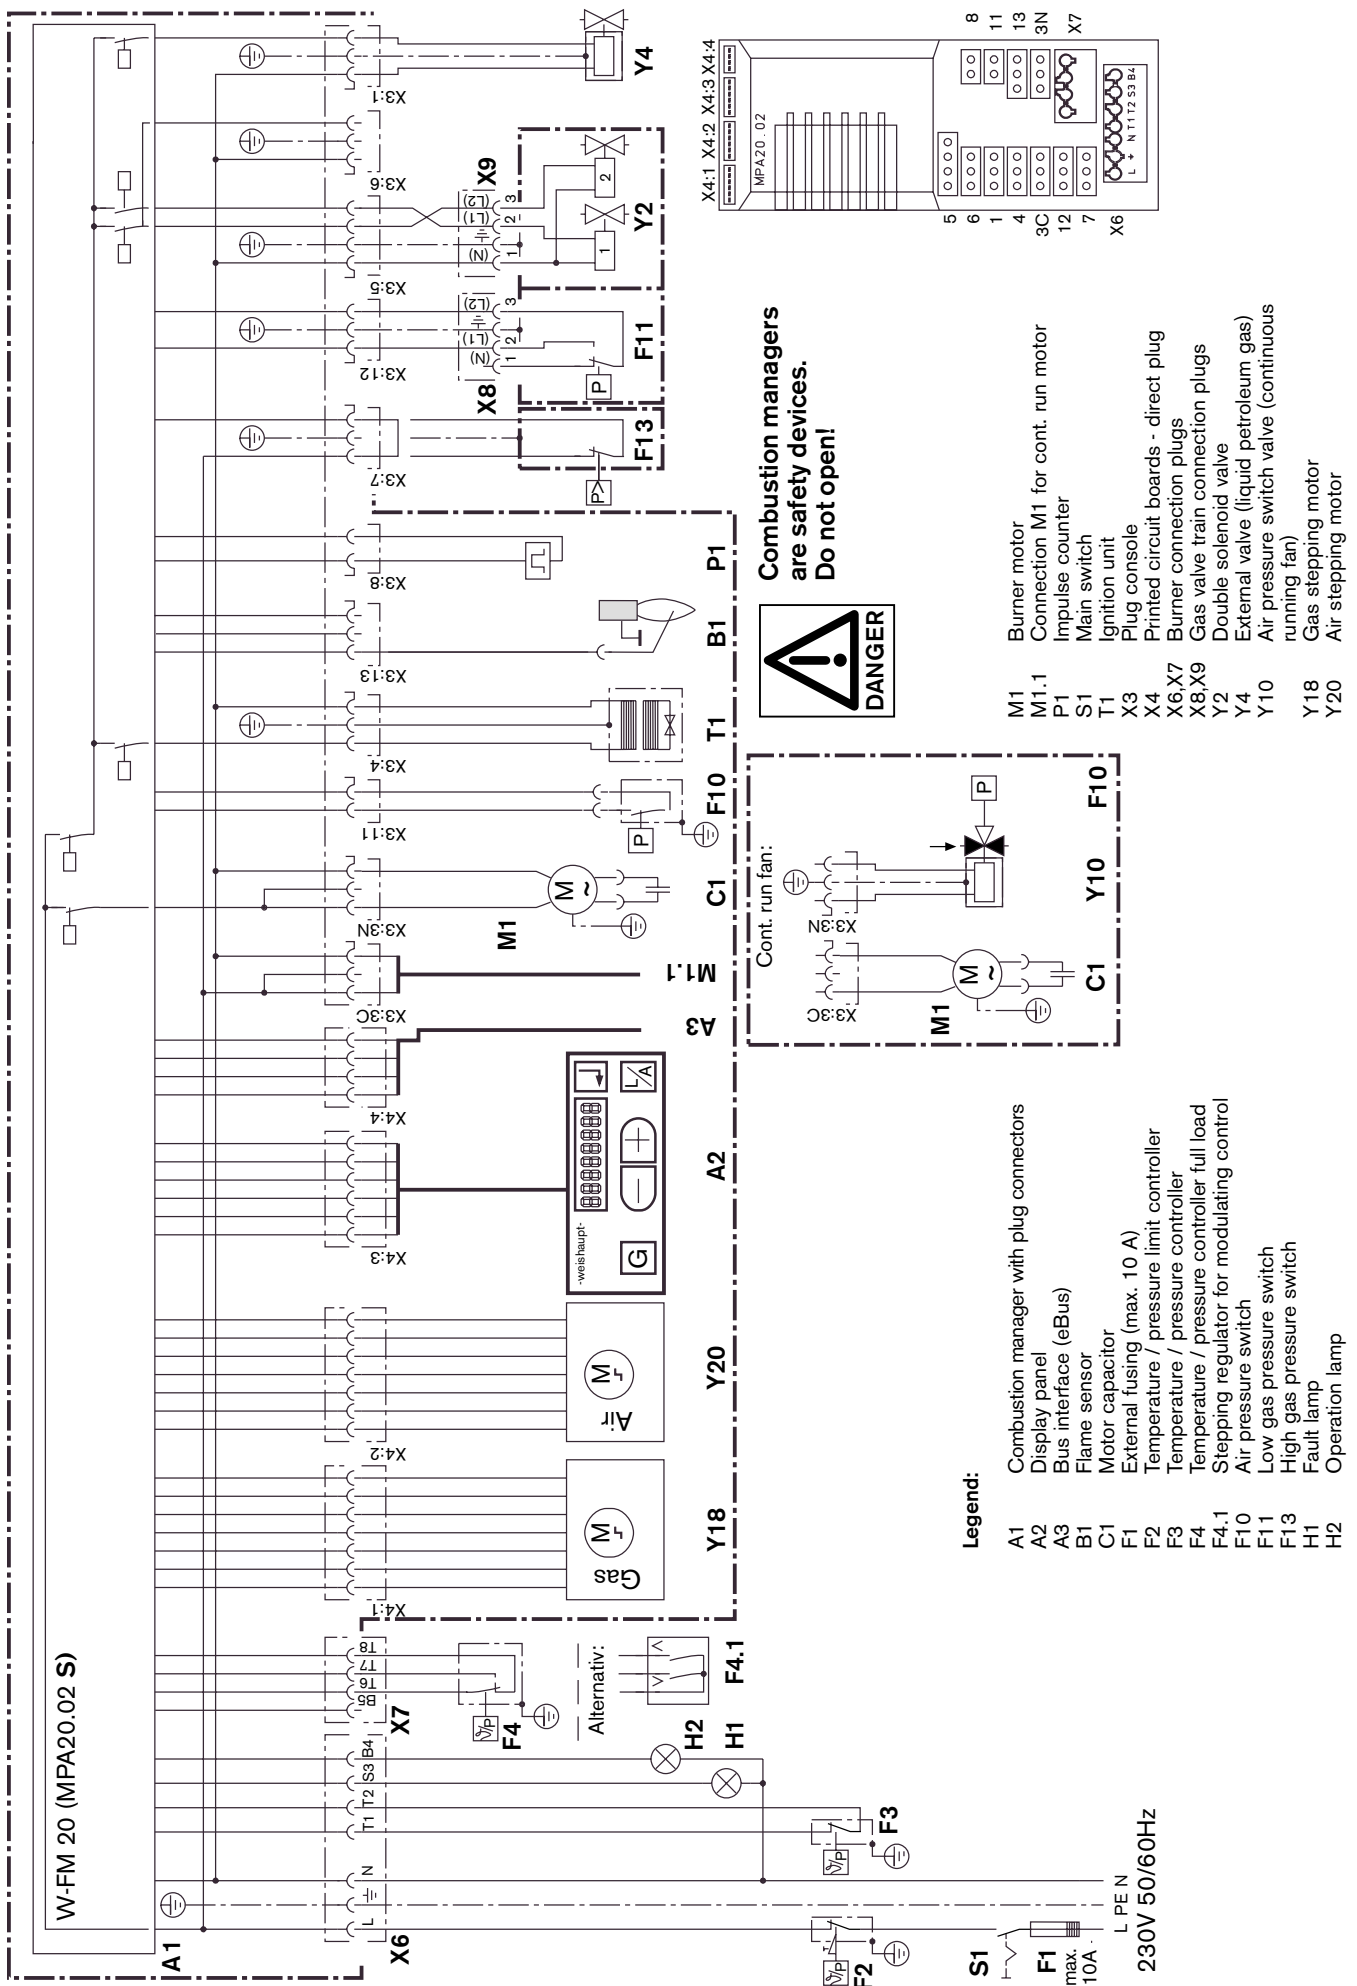 W-FM 20 (MPA20.02 S)
A1
X6
L
N
T1
T2
S3
B4
X7
B5
T6
T7
T8
X4:1
X4:2
X4:3
X4:4
X3:3C
X3:3N
X3:11
X3:4
X3:13
X3:8
X3:7
X3:12
X3:5
X3:6
X3:1
X8
(N)
(L1)
(L2)
1
2
3
X9
(N)
(L1)
(L2)
1
2
3
1
2
Y2
Y4
P
F11
P>
F13
P1
B1
T1
P
F10
M
~
M1
C1
M1.1
A3
-weishaupt-
G
L/A
A2
M
Air
Y20
M
Gas
Y18
F4
Alternativ:
<
>
F4.1
H2
H1
F3
F2
S1
F1
max.
10A
L PE N
230V 50/60Hz
Cont. run fan:
X3:3C
X3:3N
M
~
M1
C1
P
Y10
F10
DANGER
Combustion managers
are safety devices.
Do not open!
X4:1 X4:2 X4:3 X4:4
MPA20.02
5
6
1
4
3C
12
7
X6
8
11
13
3N
X7
L N T1 T2 S3 B4
Legend:
A1 Combustion manager with plug connectors
A2 Display panel
A3 Bus interface (eBus)
B1 Flame sensor
C1 Motor capacitor
F1 External fusing (max. 10 A)
F2 Temperature / pressure limit controller
F3 Temperature / pressure controller
F4 Temperature / pressure controller full load
F4.1 Stepping regulator for modulating control
F10 Air pressure switch
F11 Low gas pressure switch
F13 High gas pressure switch
H1 Fault lamp
H2 Operation lamp
M1 Burner motor
M1.1 Connection M1 for cont. run motor
P1 Impulse counter
S1 Main switch
T1 Ignition unit
X3 Plug console
X4 Printed circuit boards - direct plug
X6,X7 Burner connection plugs
X8,X9 Gas valve train connection plugs
Y2 Double solenoid valve
Y4 External valve (liquid petroleum gas)
Y10 Air pressure switch valve (continuous
running fan)
Y18 Gas stepping motor
Y20 Air stepping motor